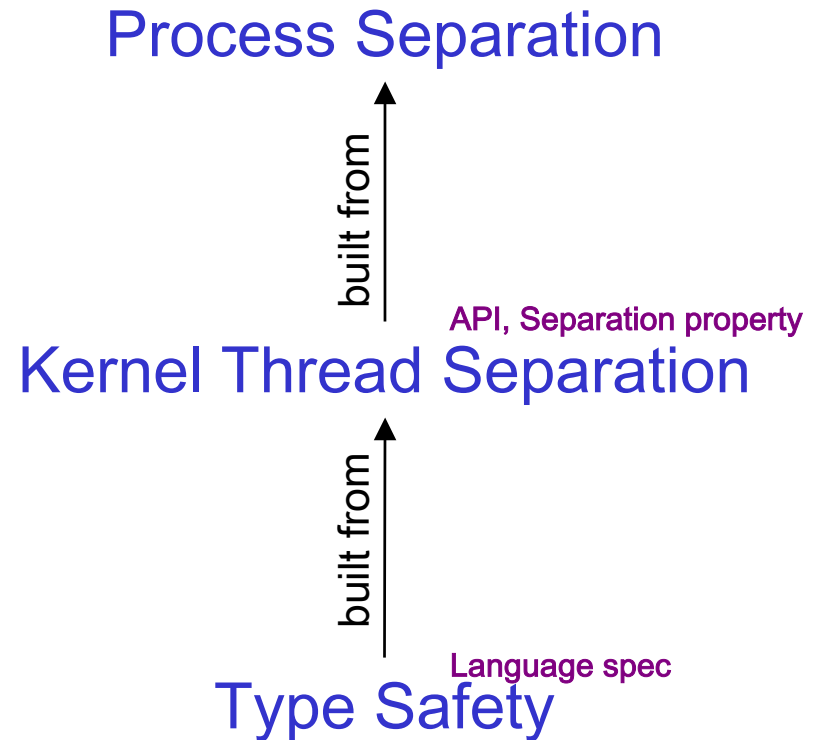 Process Separation
built from
API, Separation property
Kernel Thread Separation
built from
Language spec
Type Safety